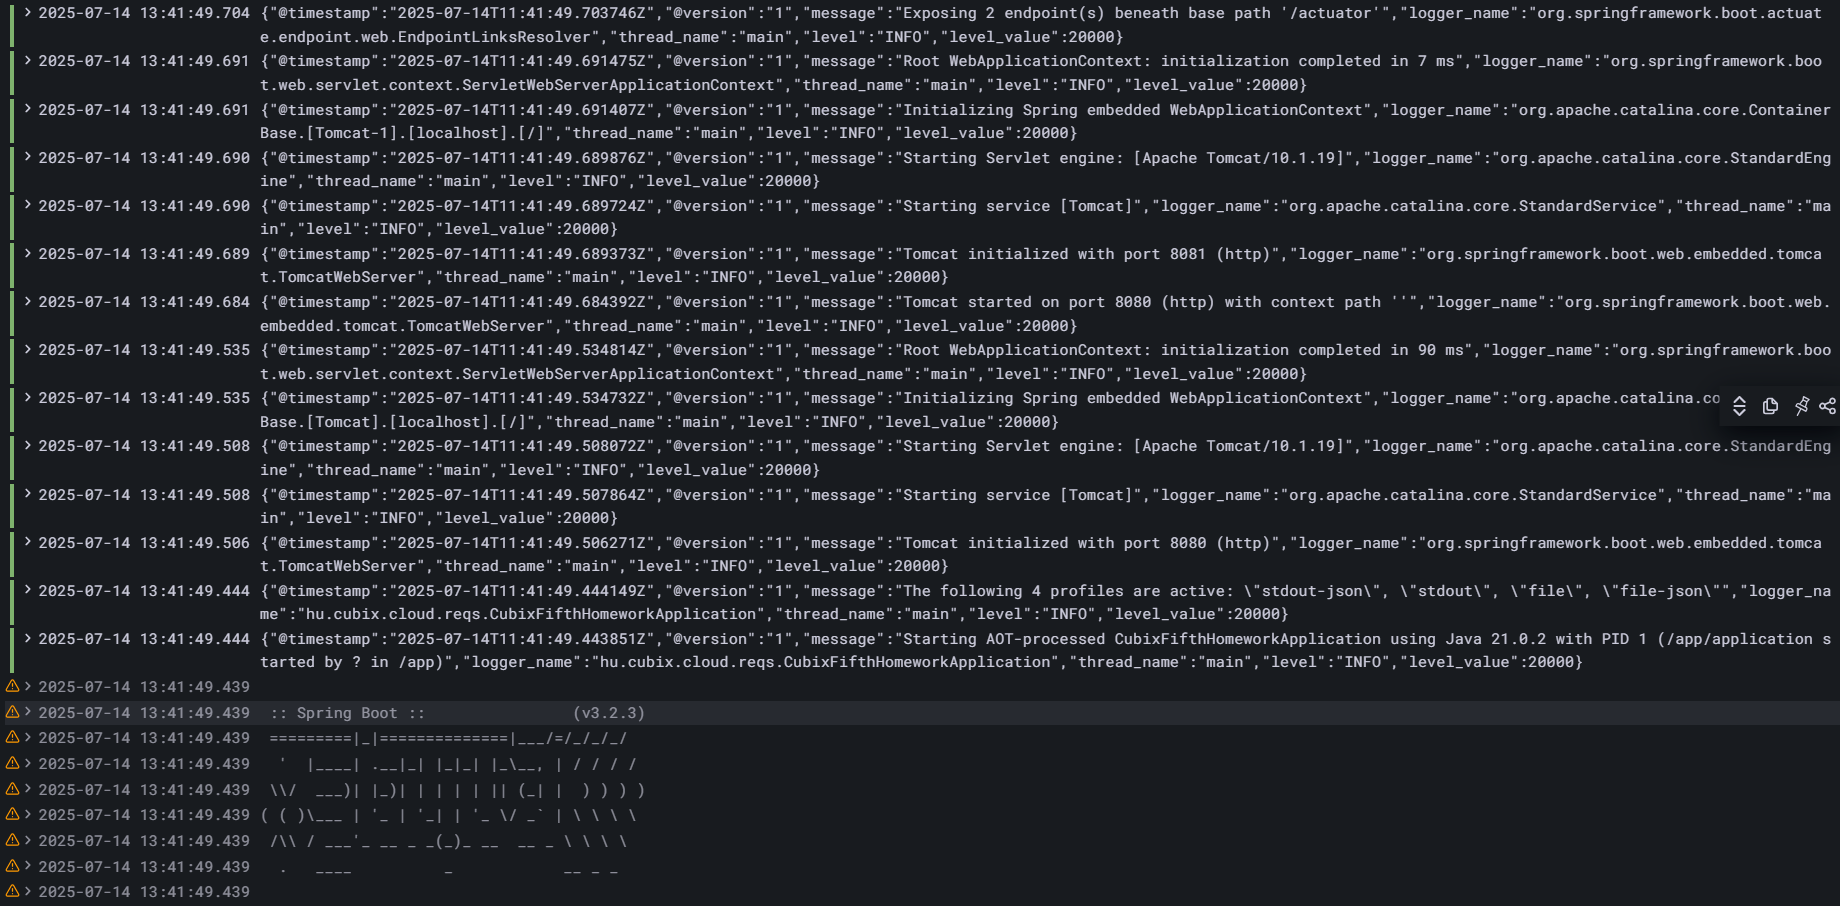 2025-07-14 13:41:49.704 {"@timestamp":"2025-07-14T11:41:49.703746Z","@version":"1","message":"Exposing 2 endpoint(s) beneath base path '/actuator'","logger_name":"org.springframework.boot.actuat
e.endpoint.web.EndpointLinksResolver","thread_name":"main","level":"INFO","level_value":20000}
2025-07-14 13:41:49.691 {"@timestamp":"2025-07-14T11:41:49.691475Z","@version":"1","message":"Root WebApplicationContext: initialization completed in 7 ms","logger_name":"org.springframework.boo
t.web.servlet.context.ServletWebServerApplicationContext","thread_name":"main","level":"INFO","level_value":20000}
2025-07-14 13:41:49.691 {"@timestamp":"2025-07-14T11:41:49.691407Z","@version":"1","message":"Initializing Spring embedded WebApplicationContext","logger_name":"org.apache.catalina.core.Container
Base.[Tomcat-1].[localhost].[/]","thread_name":"main","level":"INFO","level_value":20000}
2025-07-14 13:41:49.690 {"@timestamp":"2025-07-14T11:41:49.689876Z","@version":"1","message":"Starting Servlet engine: [Apache Tomcat/10.1.19]","logger_name":"org.apache.catalina.core.StandardEng
ine","thread_name":"main","level":"INFO","level_value":20000}
2025-07-14 13:41:49.690 {"@timestamp":"2025-07-14T11:41:49.689724Z","@version":"1","message":"Starting service [Tomcat]","logger_name":"org.apache.catalina.core.StandardService","thread_name":"ma
in","level":"INFO","level_value":20000}
2025-07-14 13:41:49.689 {"@timestamp":"2025-07-14T11:41:49.689373Z","@version":"1","message":"Tomcat initialized with port 8081 (http)","logger_name":"org.springframework.boot.web.embedded.tomca
t.TomcatWebServer","thread_name":"main","level":"INFO","level_value":20000}
2025-07-14 13:41:49.684 {"@timestamp":"2025-07-14T11:41:49.684392Z","@version":"1","message":"Tomcat started on port 8080 (http) with context path ''","logger_name":"org.springframework.boot.web.
embedded.tomcat.TomcatWebServer","thread_name":"main","level":"INFO","level_value":20000}
2025-07-14 13:41:49.535 {"@timestamp":"2025-07-14T11:41:49.534814Z","@version":"1","message":"Root WebApplicationContext: initialization completed in 90 ms","logger_name":"org.springframework.boo
t.web.servlet.context.ServletWebServerApplicationContext","thread_name":"main","level":"INFO","level_value":20000}
2025-07-14 13:41:49.535 {"@timestamp":"2025-07-14T11:41:49.534732Z","@version":"1","message":"Initializing Spring embedded WebApplicationContext","logger_name":"org.apache.catalina.co
Base.[Tomcat].[localhost].[/]","thread_name":"main","level":"INFO","level_value":20000}
2025-07-14 13:41:49.508 {"@timestamp":"2025-07-14T11:41:49.508072Z","@version":"1","message":"Starting Servlet engine: [Apache Tomcat/10.1.19]","logger_name":"org.apache.catalina.core.StandardEng
ine","thread_name":"main","level":"INFO","level_value":20000}
2025-07-14 13:41:49.508 {"@timestamp":"2025-07-14T11:41:49.507864Z","@version":"1","message":"Starting service [Tomcat]","logger_name":"org.apache.catalina.core.StandardService","thread_name":"ma
in","level":"INFO","level_value":20000}
2025-07-14 13:41:49.506 {"@timestamp":"2025-07-14T11:41:49.506271Z","@version":"1","message":"Tomcat initialized with port 8080 (http)","logger_name":"org.springframework.boot.web.embedded.tomca
t.TomcatWebServer","thread_name":"main","level":"INFO","level_value":20000}
2025-07-14 13:41:49.444 {"@timestamp":"2025-07-14T11:41:49.444149Z","@version":"1","message":"The following 4 profiles are active: \"stdout-json\", \"stdout\", \"file\", \"file-json\"","logger_na
me":"hu.cubix.cloud.reqs.CubixFifthHomeworkApplication","thread_name":"main","level":"INFO","level_value":20000}
2025-07-14 13:41:49.444 {"@timestamp":"2025-07-14T11:41:49.443851Z","@version":"1","message":"Starting AOT-processed CubixFifthHomeworkApplication using Java 21.0.2 with PID 1 (/app/application s
tarted by ? in /app)","logger_name":"hu.cubix.cloud.reqs.CubixFifthHomeworkApplication","thread_name":"main","level":"INFO","level_value":20000}
2025-07-14 13:41:49.439
2025-07-14 13:41:49.439  :: Spring Boot ::                (v3.2.3)
2025-07-14 13:41:49.439  =========|_|==============|___/=/_/_/_/
2025-07-14 13:41:49.439   '  |____| .__|_| |_|_| |_\__, | / / / /
2025-07-14 13:41:49.439  \\/  ___)| |_)| | | | | || (_| |  ) ) ) )
2025-07-14 13:41:49.439 ( ( )\___ | '_ | '_| | '_ \/ _` | \ \ \ \
2025-07-14 13:41:49.439  /\\ / ___'_ __ _ _(_)_ __  __ _ \ \ \ \
2025-07-14 13:41:49.439   .   ____          _            __ _ _
2025-07-14 13:41:49.439